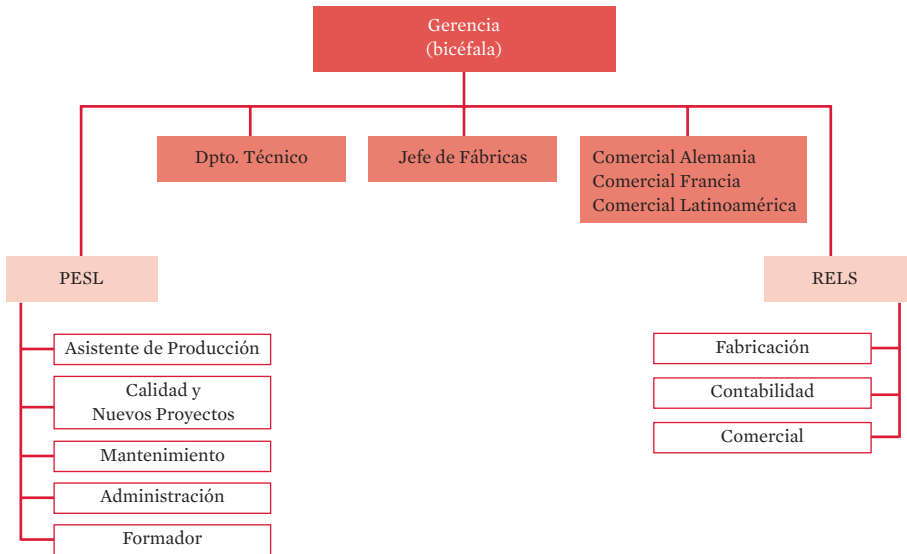 Gerencia
(bicéfala)
Dpto. Técnico
Jefe de Fábricas
Comercial Alemania
Comercial Francia
Comercial Latinoamérica
PESL
RELS
Asistente de Producción
Calidad y
Nuevos Proyectos
Mantenimiento
Administración
Formador
Fabricación
Contabilidad
Comercial